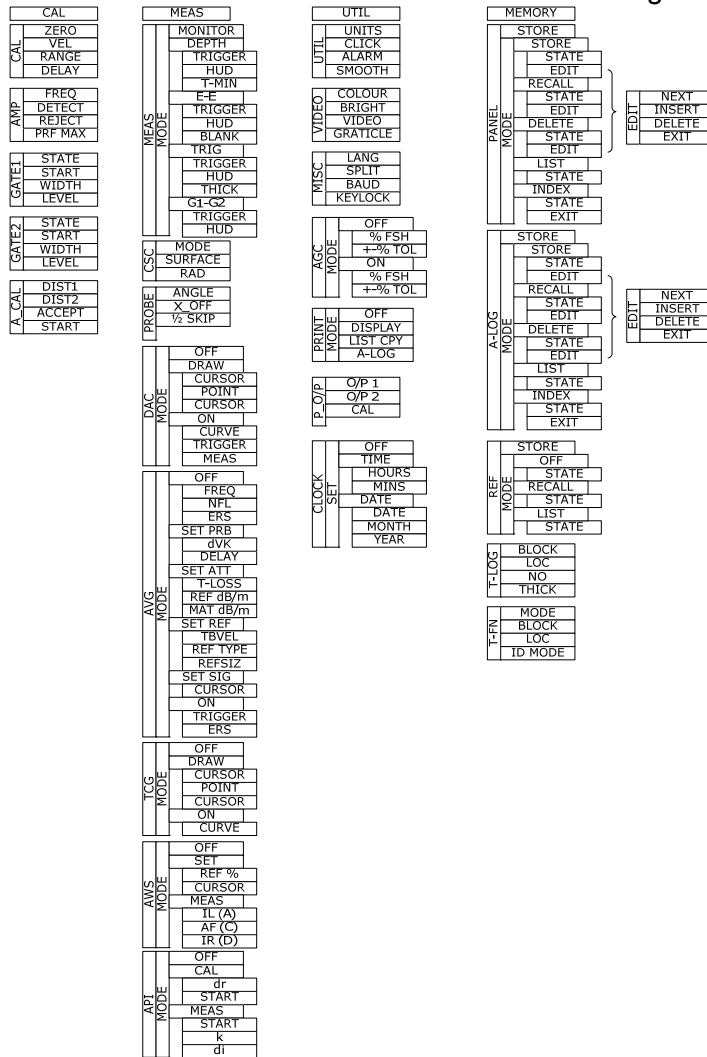 CAL
CAL
ZERO
VEL
RANGE
DELAY
AMP
FREQ
DETECT
REJECT
PRF MAX
GATE1
STATE
START
WIDTH
LEVEL
GATE2
STATE
START
WIDTH
LEVEL
A_CAL
DIST1
DIST2
ACCEPT
START
MEAS
MEAS
MODE
MONITOR
DEPTH
TRIGGER
HUD
T-MIN
E-E
TRIGGER
HUD
BLANK
TRIG
TRIGGER
HUD
THICK
G1-G2
TRIGGER
HUD
CSC
MODE
SURFACE
RAD
PROBE
ANGLE
X_OFF
½ SKIP
DAC
MODE
OFF
DRAW
CURSOR
POINT
CURSOR
ON
CURVE
TRIGGER
MEAS
AVG
MODE
OFF
FREQ
NFL
ERS
SET PRB
dVK
DELAY
SET ATT
T-LOSS
REF dB/m
MAT dB/m
SET REF
TBVEL
REF TYPE
REFSIZ
SET SIG
CURSOR
ON
TRIGGER
ERS
TCG
MODE
OFF
DRAW
CURSOR
POINT
CURSOR
ON
CURVE
AWS
MODE
OFF
SET
REF %
CURSOR
MEAS
IL (A)
AF (C)
IR (D)
API
MODE
OFF
CAL
dr
START
MEAS
START
k
di
UTIL
UTIL
UNITS
CLICK
ALARM
SMOOTH
VIDEO
COLOUR
BRIGHT
VIDEO
GRATICLE
MISC
LANG
SPLIT
BAUD
KEYLOCK
AGC
MODE
OFF
% FSH
+-% TOL
ON
% FSH
+-% TOL
PRINT
MODE
OFF
DISPLAY
LIST CPY
A-LOG
P_O/P
O/P 1
O/P 2
CAL
CLOCK
SET
OFF
TIME
HOURS
MINS
DATE
DATE
MONTH
YEAR
MEMORY
PANEL
MODE
STORE
STORE
STATE
EDIT
RECALL
STATE
EDIT
DELETE
STATE
EDIT
LIST
STATE
INDEX
STATE
EXIT
EDIT
NEXT
INSERT
DELETE
EXIT
A-LOG
MODE
STORE
STORE
STATE
EDIT
RECALL
STATE
EDIT
DELETE
STATE
EDIT
LIST
STATE
INDEX
STATE
EXIT
EDIT
NEXT
INSERT
DELETE
EXIT
REF
MODE
STORE
OFF
STATE
RECALL
STATE
LIST
STATE
T-LOG
BLOCK
LOC
NO
THICK
T-FN
MODE
BLOCK
LOC
ID MODE